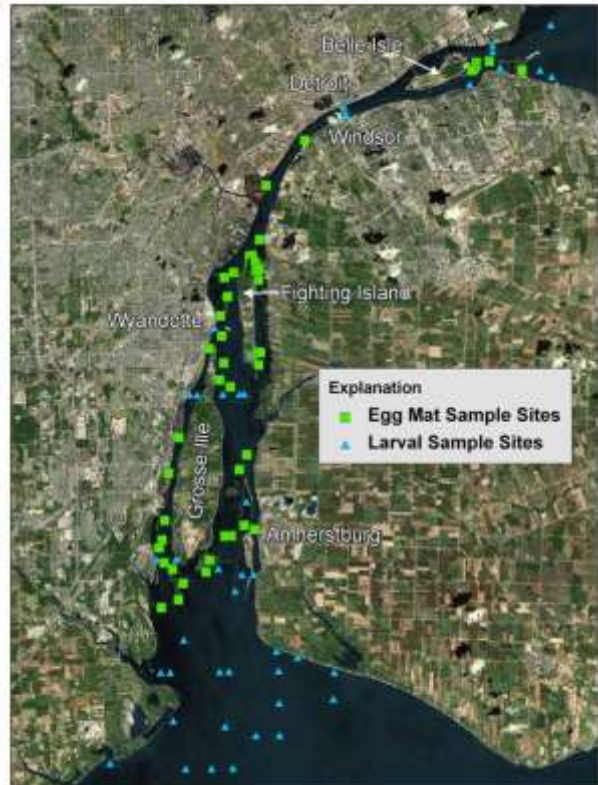 Belle Isle
Detroit
Windsor
Fighting Island
Wyandotte
Explanation
Egg Mat Sample Sites
Larval Sample Sites
Grosse Ile
Amherstburg